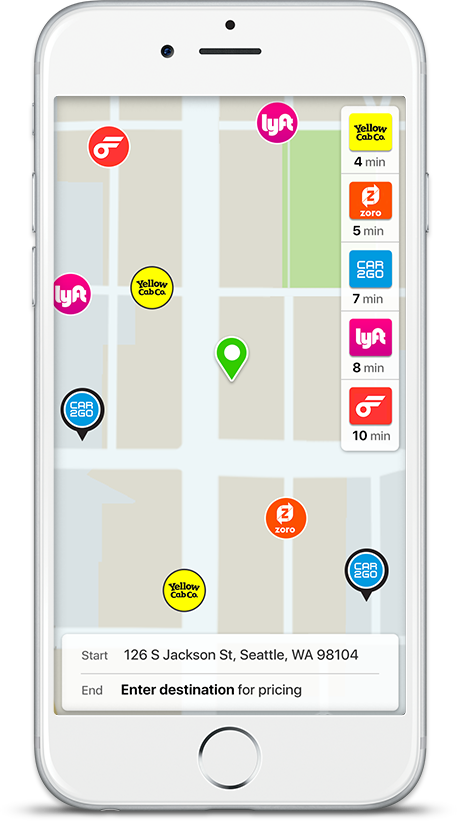 lyft
Yellow
Cab Co.
4 min
zoro
5 min
CAR
2GO
7 min
lyft
8 min
10 min
lyft
Yellow
Cab Co.
CAR
2GO
zoro
CAR
2GO
Yellow
Cab Co.
Start 126 S Jackson St, Seattle, WA 98104
End Enter destination for pricing